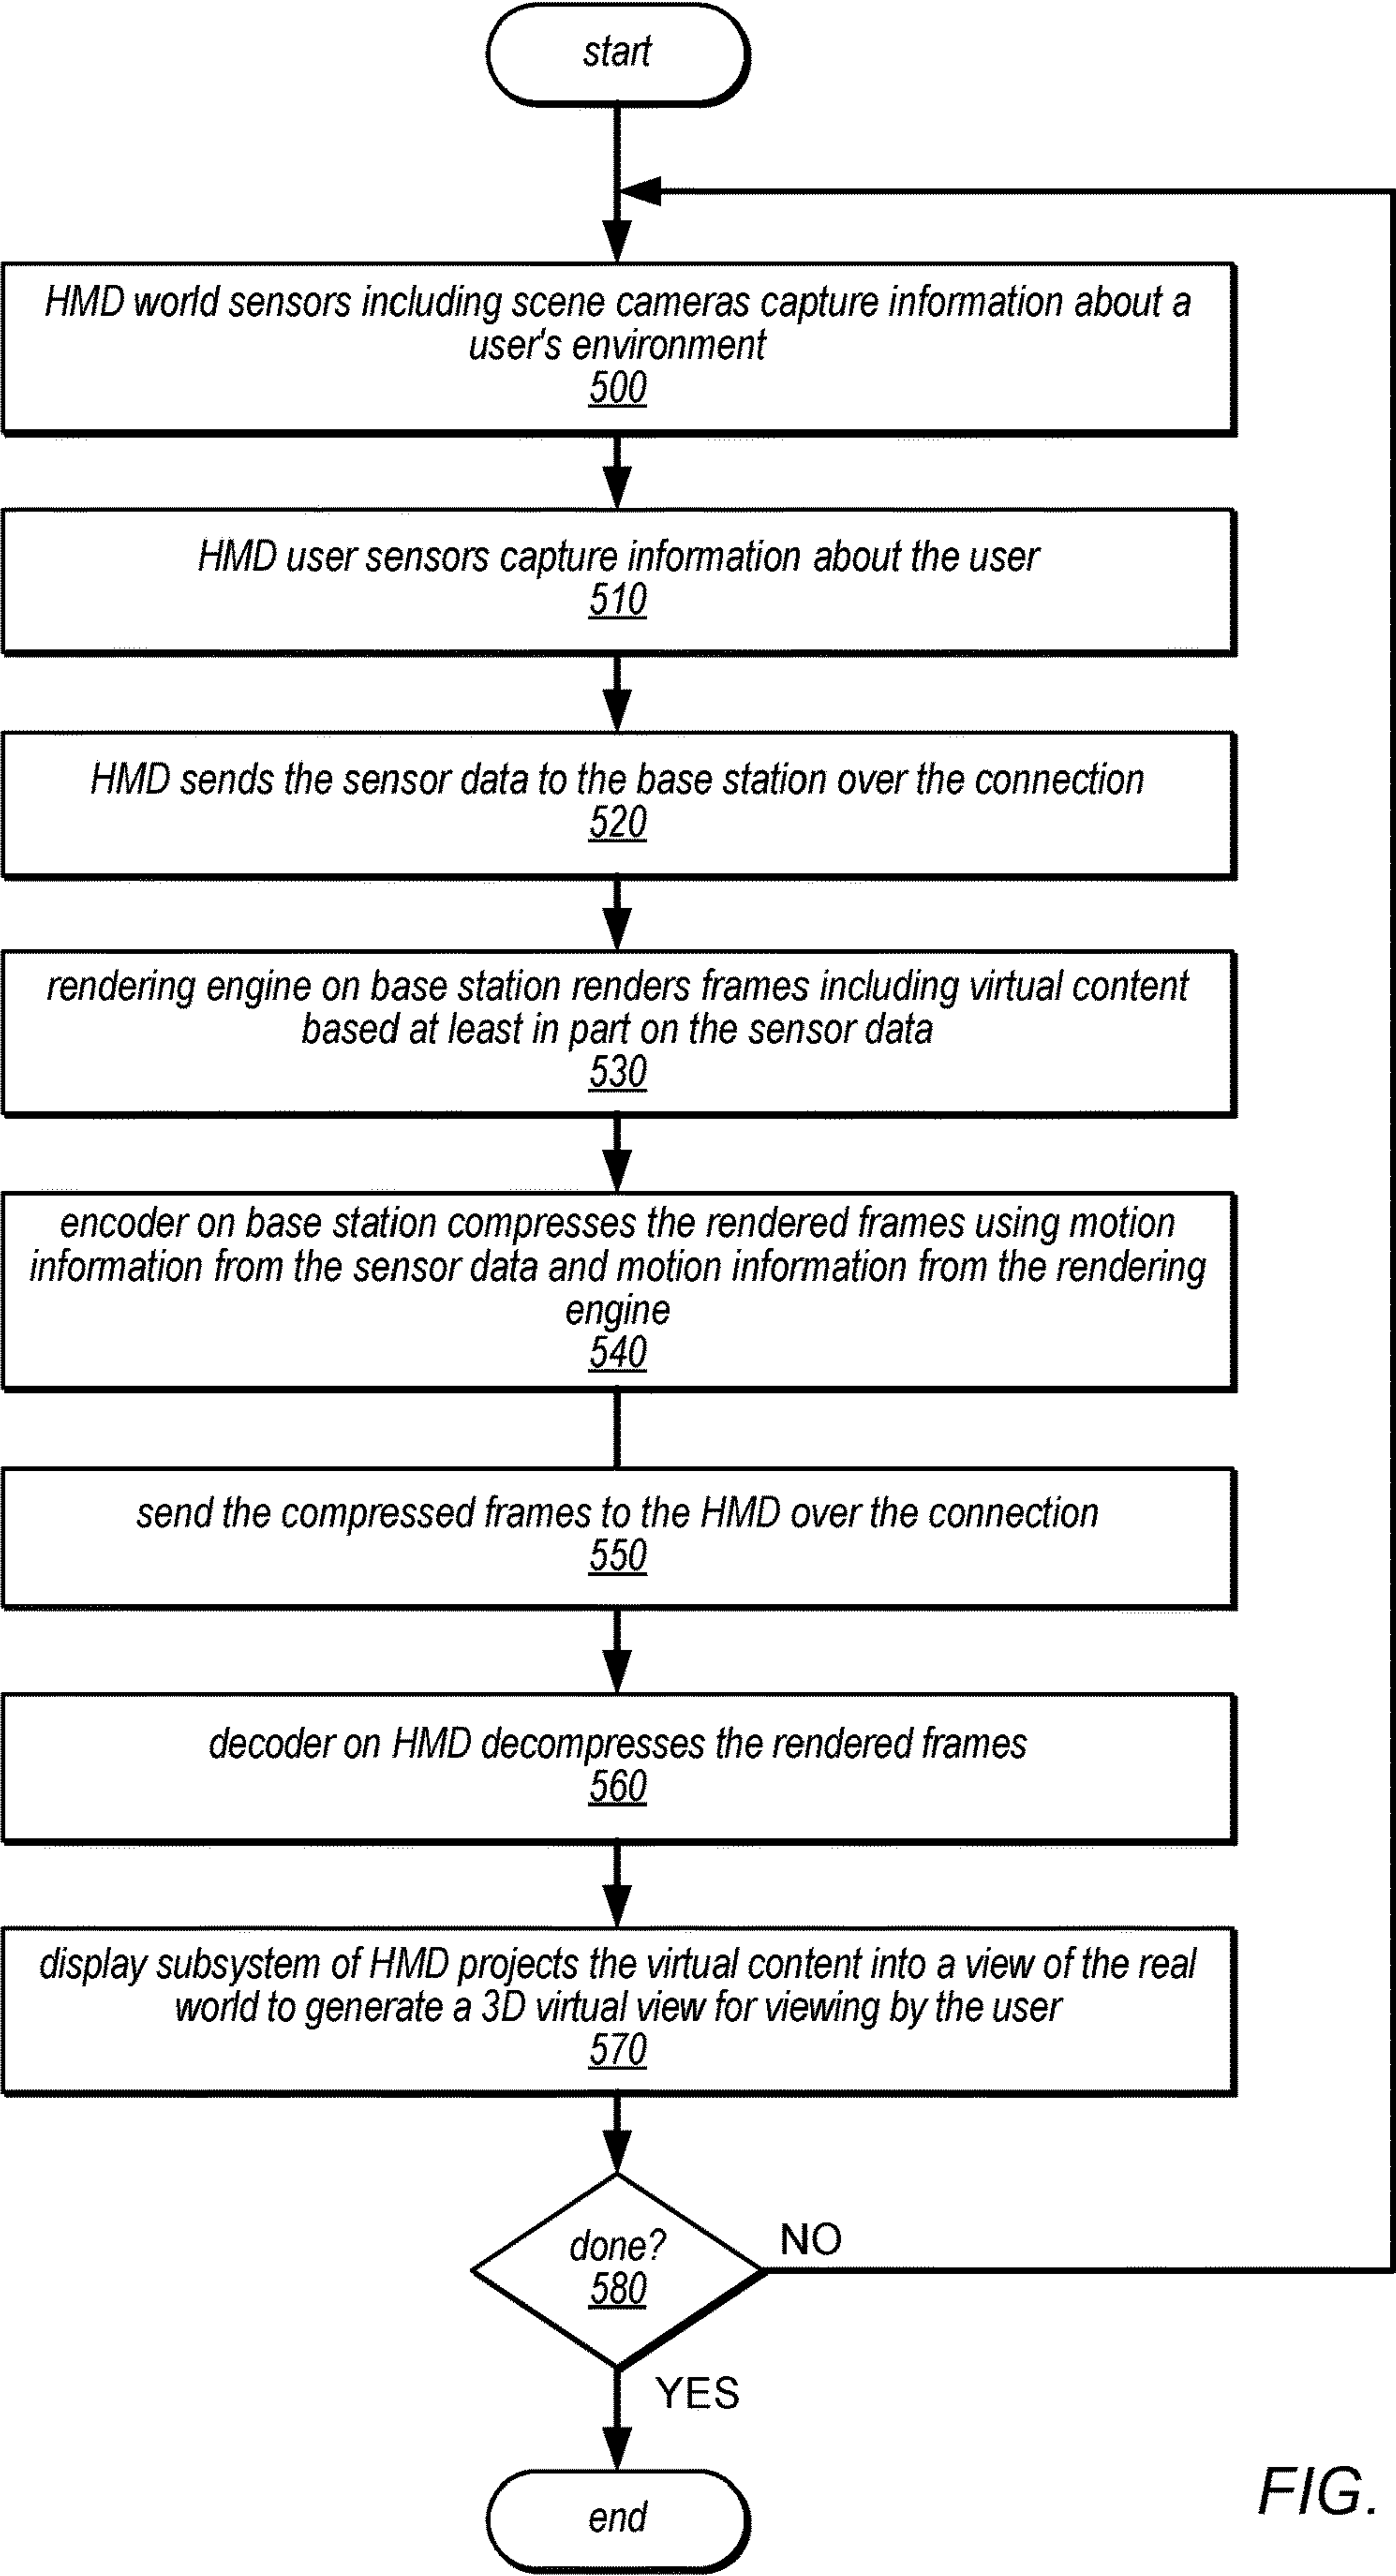 start
HMD world sensors including scene cameras capture information about a
user's environment
500
HMD user sensors capture information about the user
510
HMD sends the sensor data to the base station over the connection
520
rendering engine on base station renders frames including virtual content
based at least in part on the sensor data
530
encoder on base station compresses the rendered frames using motion
information from the sensor data and motion information from the rendering
engine
540
send the compressed frames to the HMD over the connection
550
decoder on HMD decompresses the rendered frames
560
display subsystem of HMD projects the virtual content into a view of the real
world to generate a 3D virtual view for viewing by the user
570
done?
580
NO
YES
end
FIG.